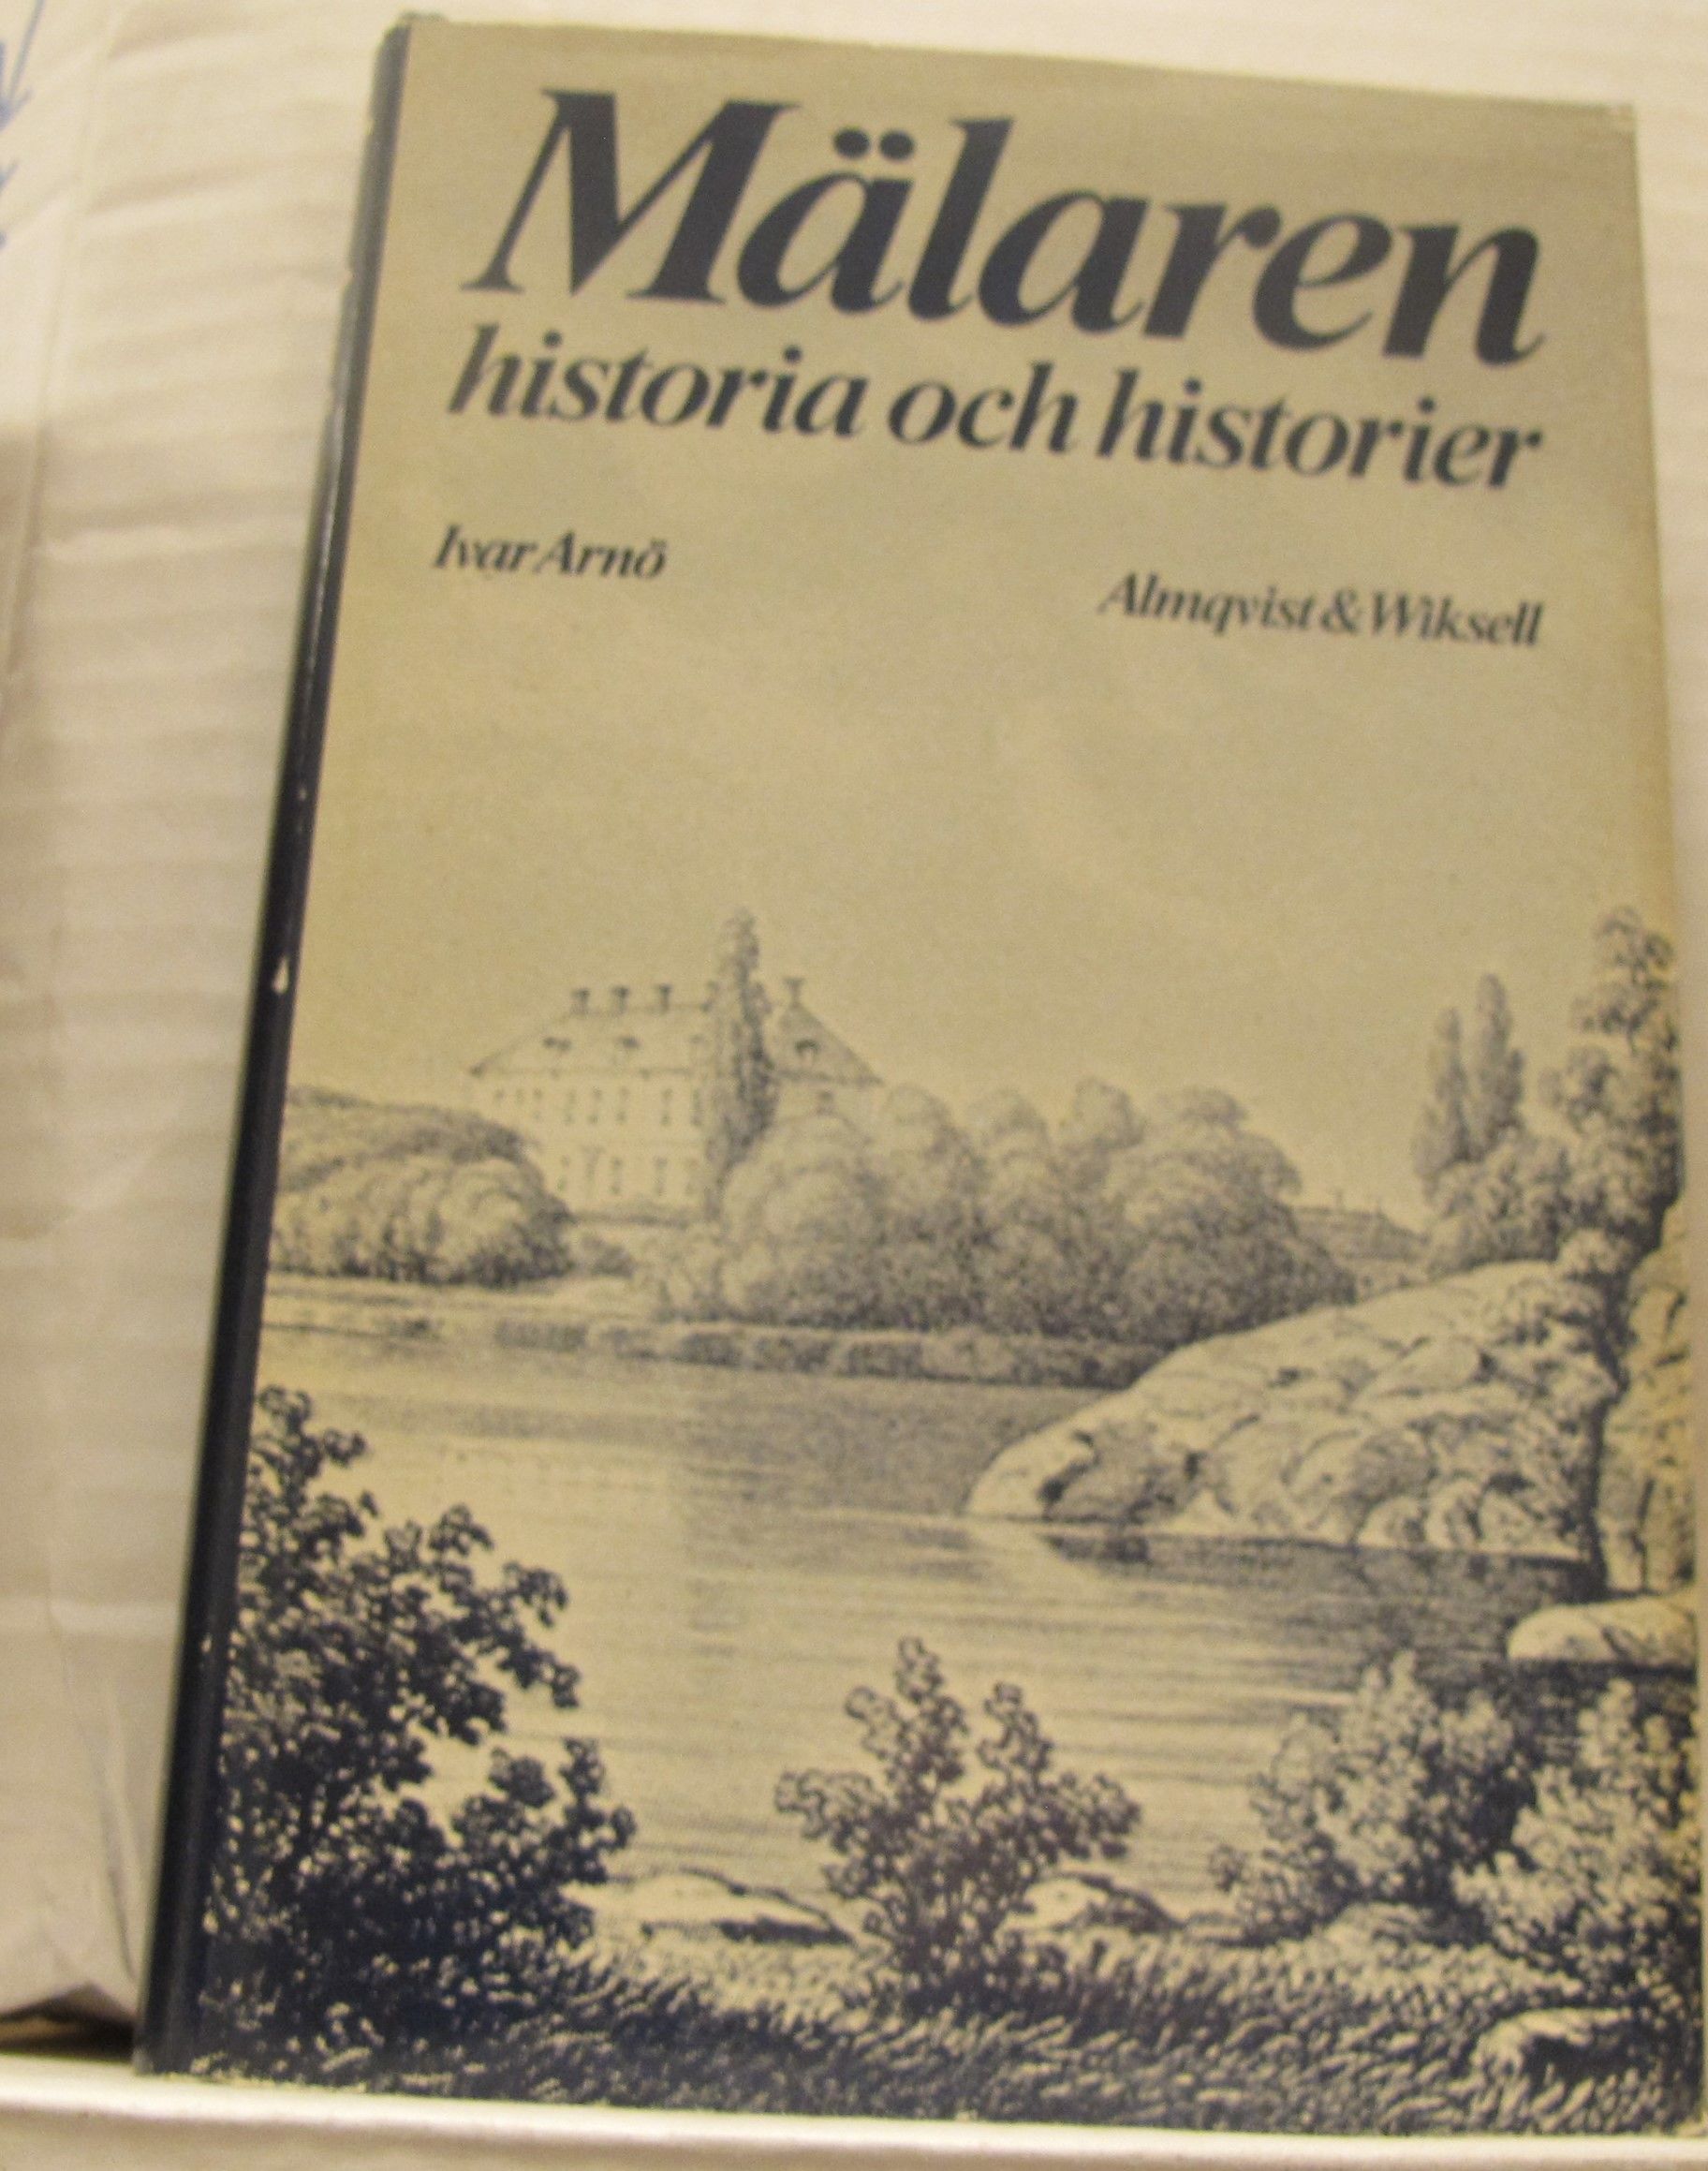 Mälaren
historia och historier
Ivar Arnö
Almqvist & Wiksell